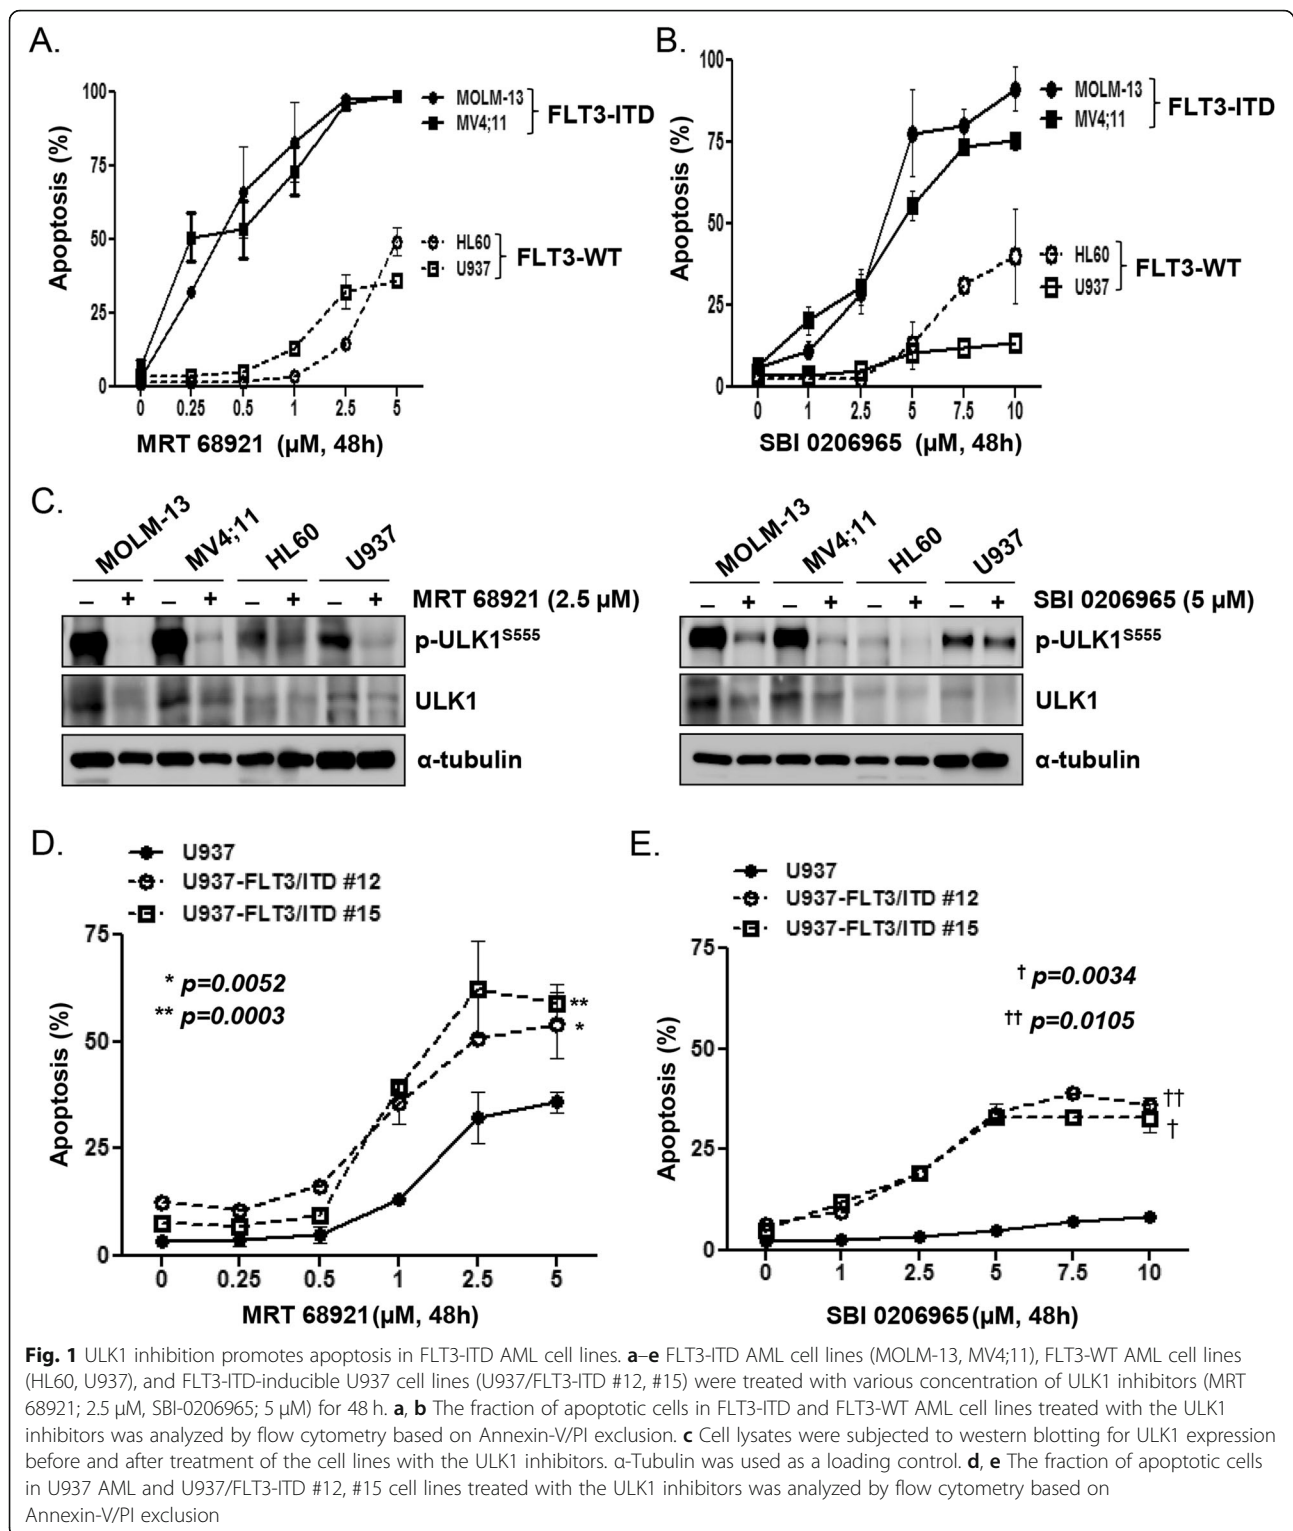 A.
100
75
50
25
0
Apoptosis (%)
MOLM-13
MV4;11
FLT3-ITD
HL60
U937
FLT3-WT
0 0.25 0.5 1 2.5 5
MRT 68921 (µM, 48h)
B.
100
75
50
25
0
Apoptosis (%)
MOLM-13
MV4;11
FLT3-ITD
HL60
U937
FLT3-WT
0 1 2.5 5 7.5 10
SBI 0206965 (µM, 48h)
C.
MOLM-13 MV4;11 HL60 U937
– + – + – + – + MRT 68921 (2.5 µM)
p-ULK1S555
ULK1
α-tubulin
MOLM-13 MV4;11 HL60 U937
– + – + – + – + SBI 0206965 (5 µM)
p-ULK1S555
ULK1
α-tubulin
D.
U937
U937-FLT3/ITD #12
U937-FLT3/ITD #15
75
50
25
0
Apoptosis (%)
* p=0.0052
** p=0.0003
**
*
0 0.25 0.5 1 2.5 5
MRT 68921(µM, 48h)
E.
U937
U937-FLT3/ITD #12
U937-FLT3/ITD #15
75
50
25
0
Apoptosis (%)
† p=0.0034
†† p=0.0105
††
†
0 1 2.5 5 7.5 10
SBI 0206965(µM, 48h)
Fig. 1 ULK1 inhibition promotes apoptosis in FLT3-ITD AML cell lines. a–e FLT3-ITD AML cell lines (MOLM-13, MV4;11), FLT3-WT AML cell lines
(HL60, U937), and FLT3-ITD-inducible U937 cell lines (U937/FLT3-ITD #12, #15) were treated with various concentration of ULK1 inhibitors (MRT
68921; 2.5 µM, SBI-0206965; 5 µM) for 48 h. a, b The fraction of apoptotic cells in FLT3-ITD and FLT3-WT AML cell lines treated with the ULK1
inhibitors was analyzed by flow cytometry based on Annexin-V/PI exclusion. c Cell lysates were subjected to western blotting for ULK1 expression
before and after treatment of the cell lines with the ULK1 inhibitors. α-Tubulin was used as a loading control. d, e The fraction of apoptotic cells
in U937 AML and U937/FLT3-ITD #12, #15 cell lines treated with the ULK1 inhibitors was analyzed by flow cytometry based on
Annexin-V/PI exclusion